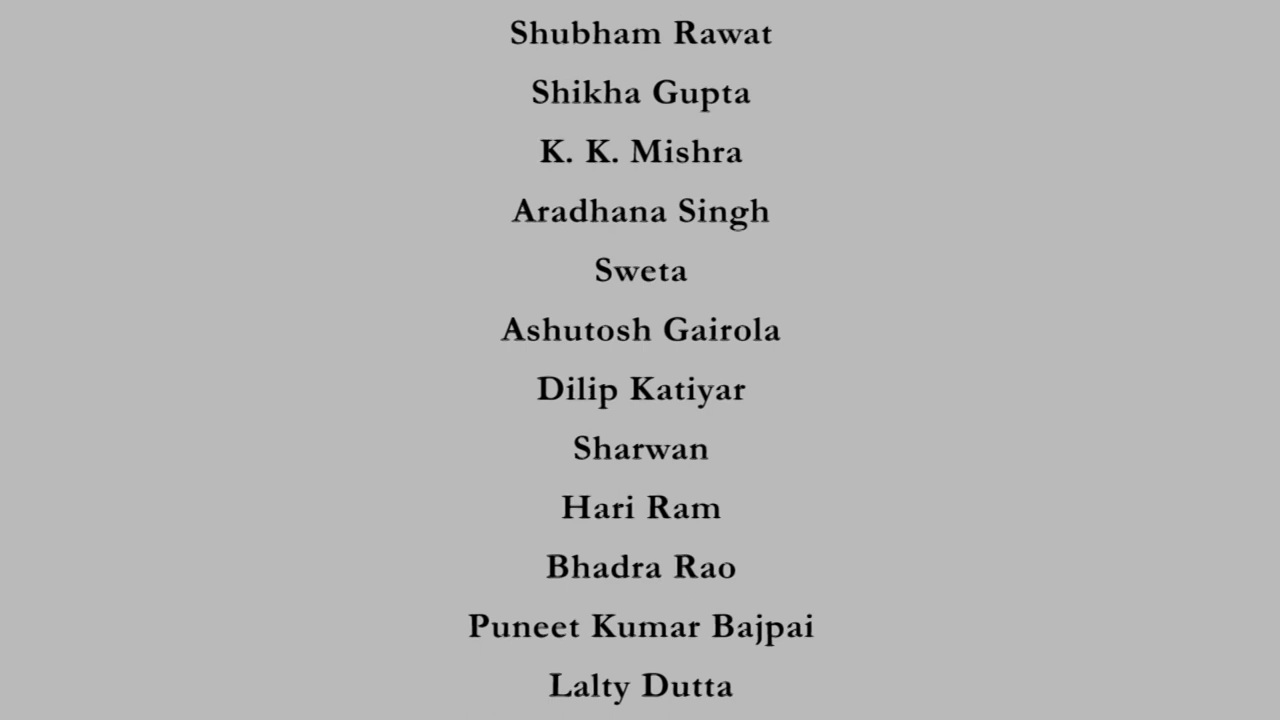 Shubham Rawat
Shikha Gupta
K. K. Mishra
Aradhana Singh
Sweta
Ashutosh Gairola
Dilip Katiyar
Sharwan
Hari Ram
Bhadra Rao
Puneet Kumar Bajpai
Lalty Dutta